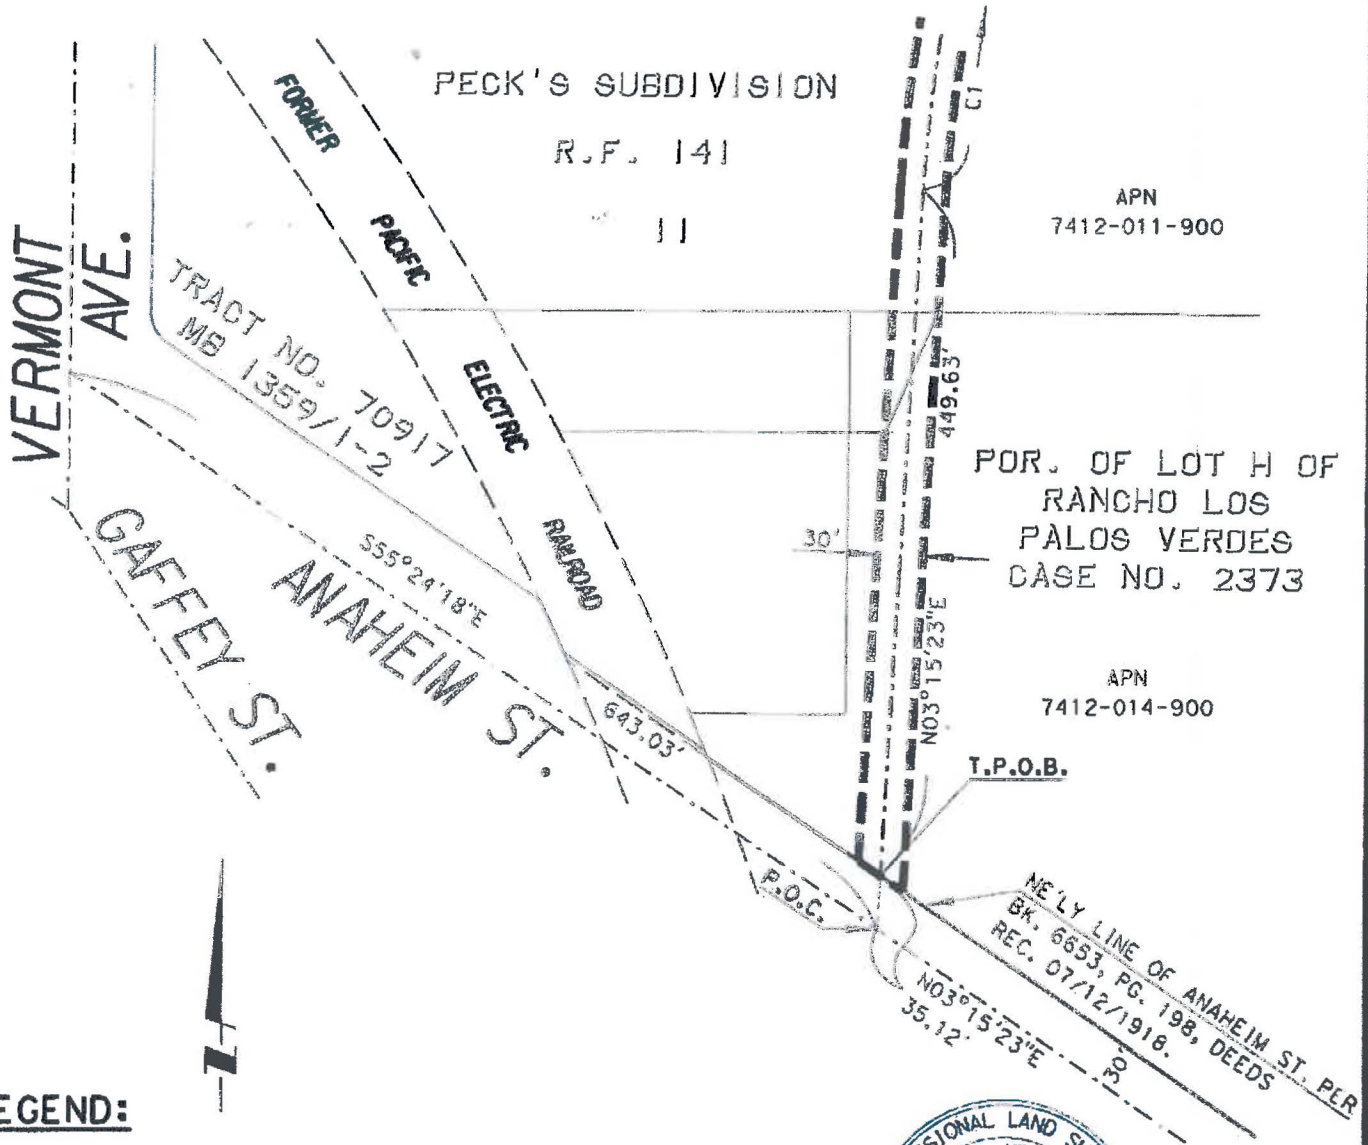 PECK'S SUBDIVISION
R.F. 141
11
FORMER
PACIFIC
ELECTRIC
RAILROAD
C1
APN
7412-011-900
VERMONT
AVE.
TRACT NO. 70917
MB 1359/1-2
449.63'
POR. OF LOT H OF
RANCHO LOS
PALOS VERDES
CASE NO. 2373
30'
S55°24'18"E
GAFFEY ST.
ANAHEIM ST.
643.03'
N03°15'23"E
APN
7412-014-900
T.P.O.B.
P.O.C.
NE'LY LINE OF ANAHEIM ST. PER
BK. 6653, PG. 198, DEEDS
REC. 07/12/1918.
N03°15'23"E
35.12'
30'
EGEND:
SIONAL LAND SU